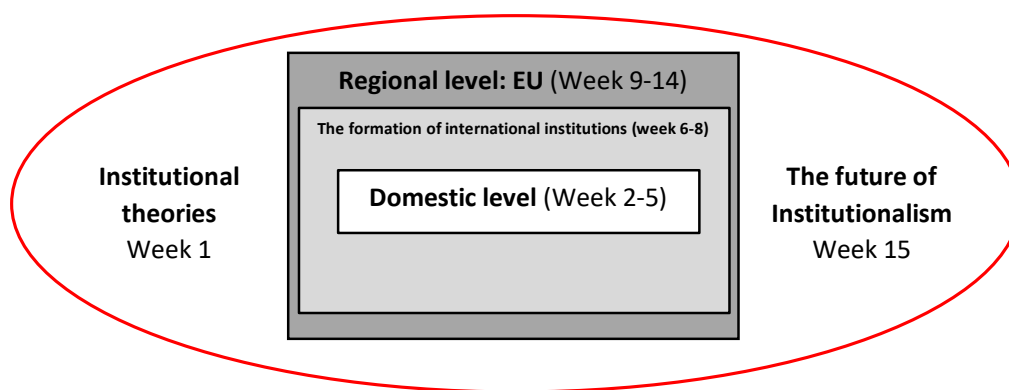 Regional level: EU (Week 9-14)
The formation of international institutions (week 6-8)
Domestic level (Week 2-5)
Institutional
theories
Week 1
The future of
Institutionalism
Week 15